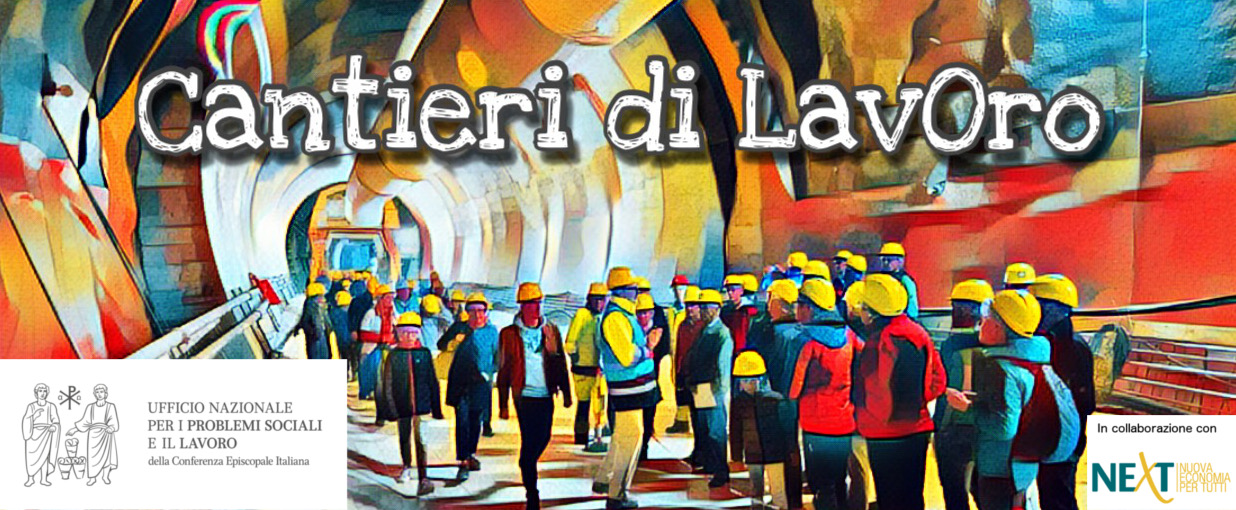 Cantieri di LavOro
UFFICIO NAZIONALE
PER I PROBLEMI SOCIALI
E IL LAVORO
della Conferenza Episcopale Italiana
In collaborazione con
NEXT
NUOVA
ECONOMIA
PER TUTTI